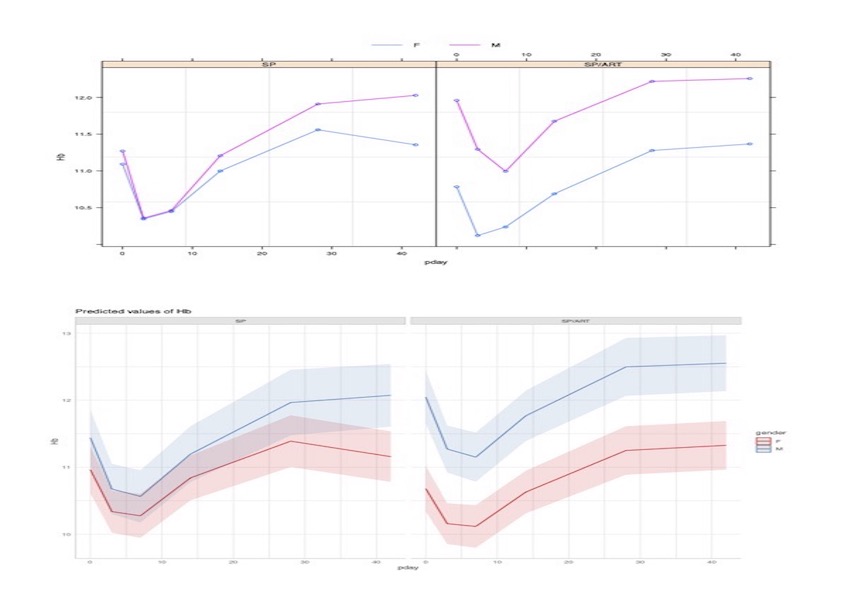 F M
0 10 20 30 40
SP SP/ART
12.0
11.5
11.0
10.5
Hb
0 10 20 30 40
pday
Predicted values of Hb
SP SP/ART
13
12
11
10
Hb
gender
F
M
0 10 20 30 40 0 10 20 30 40
pday